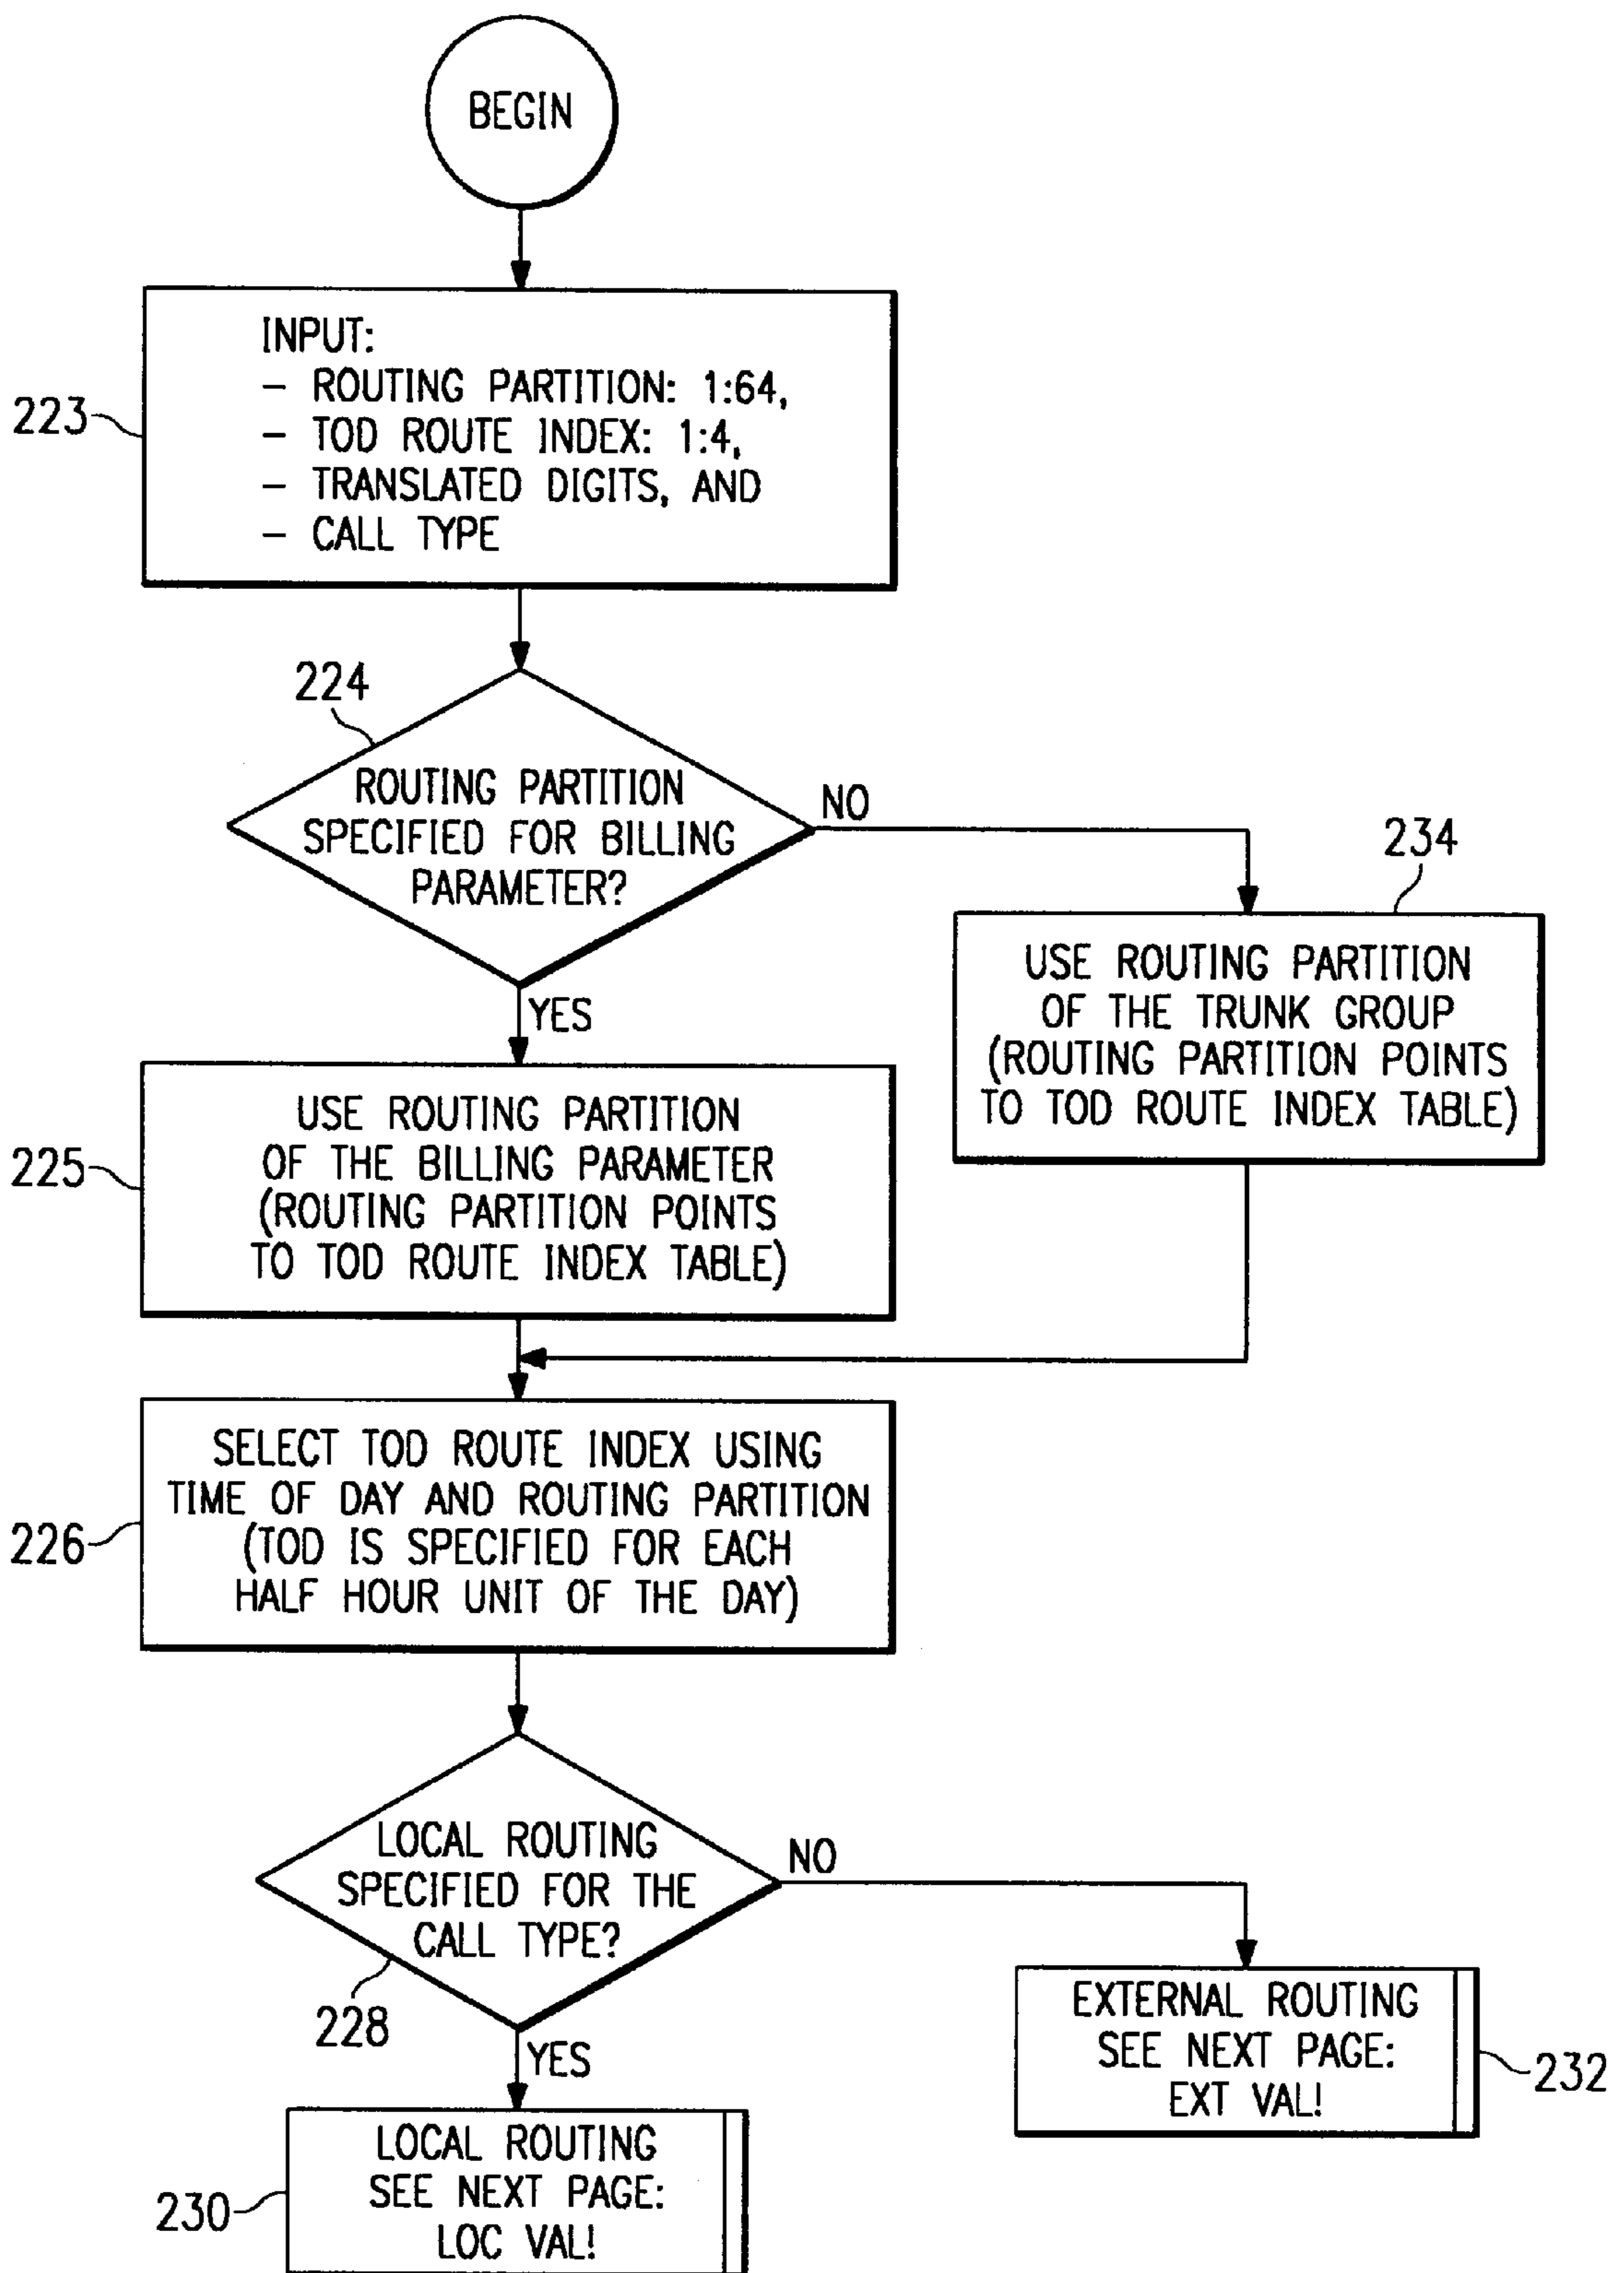 BEGIN
INPUT:
– ROUTING PARTITION: 1:64,
– TOD ROUTE INDEX: 1:4,
– TRANSLATED DIGITS, AND
– CALL TYPE
223
224
ROUTING PARTITION
SPECIFIED FOR BILLING
PARAMETER?
NO
YES
234
USE ROUTING PARTITION
OF THE TRUNK GROUP
(ROUTING PARTITION POINTS
TO TOD ROUTE INDEX TABLE)
225
USE ROUTING PARTITION
OF THE BILLING PARAMETER
(ROUTING PARTITION POINTS
TO TOD ROUTE INDEX TABLE)
226
SELECT TOD ROUTE INDEX USING
TIME OF DAY AND ROUTING PARTITION
(TOD IS SPECIFIED FOR EACH
HALF HOUR UNIT OF THE DAY)
LOCAL ROUTING
SPECIFIED FOR THE
CALL TYPE?
NO
228
YES
EXTERNAL ROUTING
SEE NEXT PAGE:
EXT VAL!
232
LOCAL ROUTING
SEE NEXT PAGE:
LOC VAL!
230